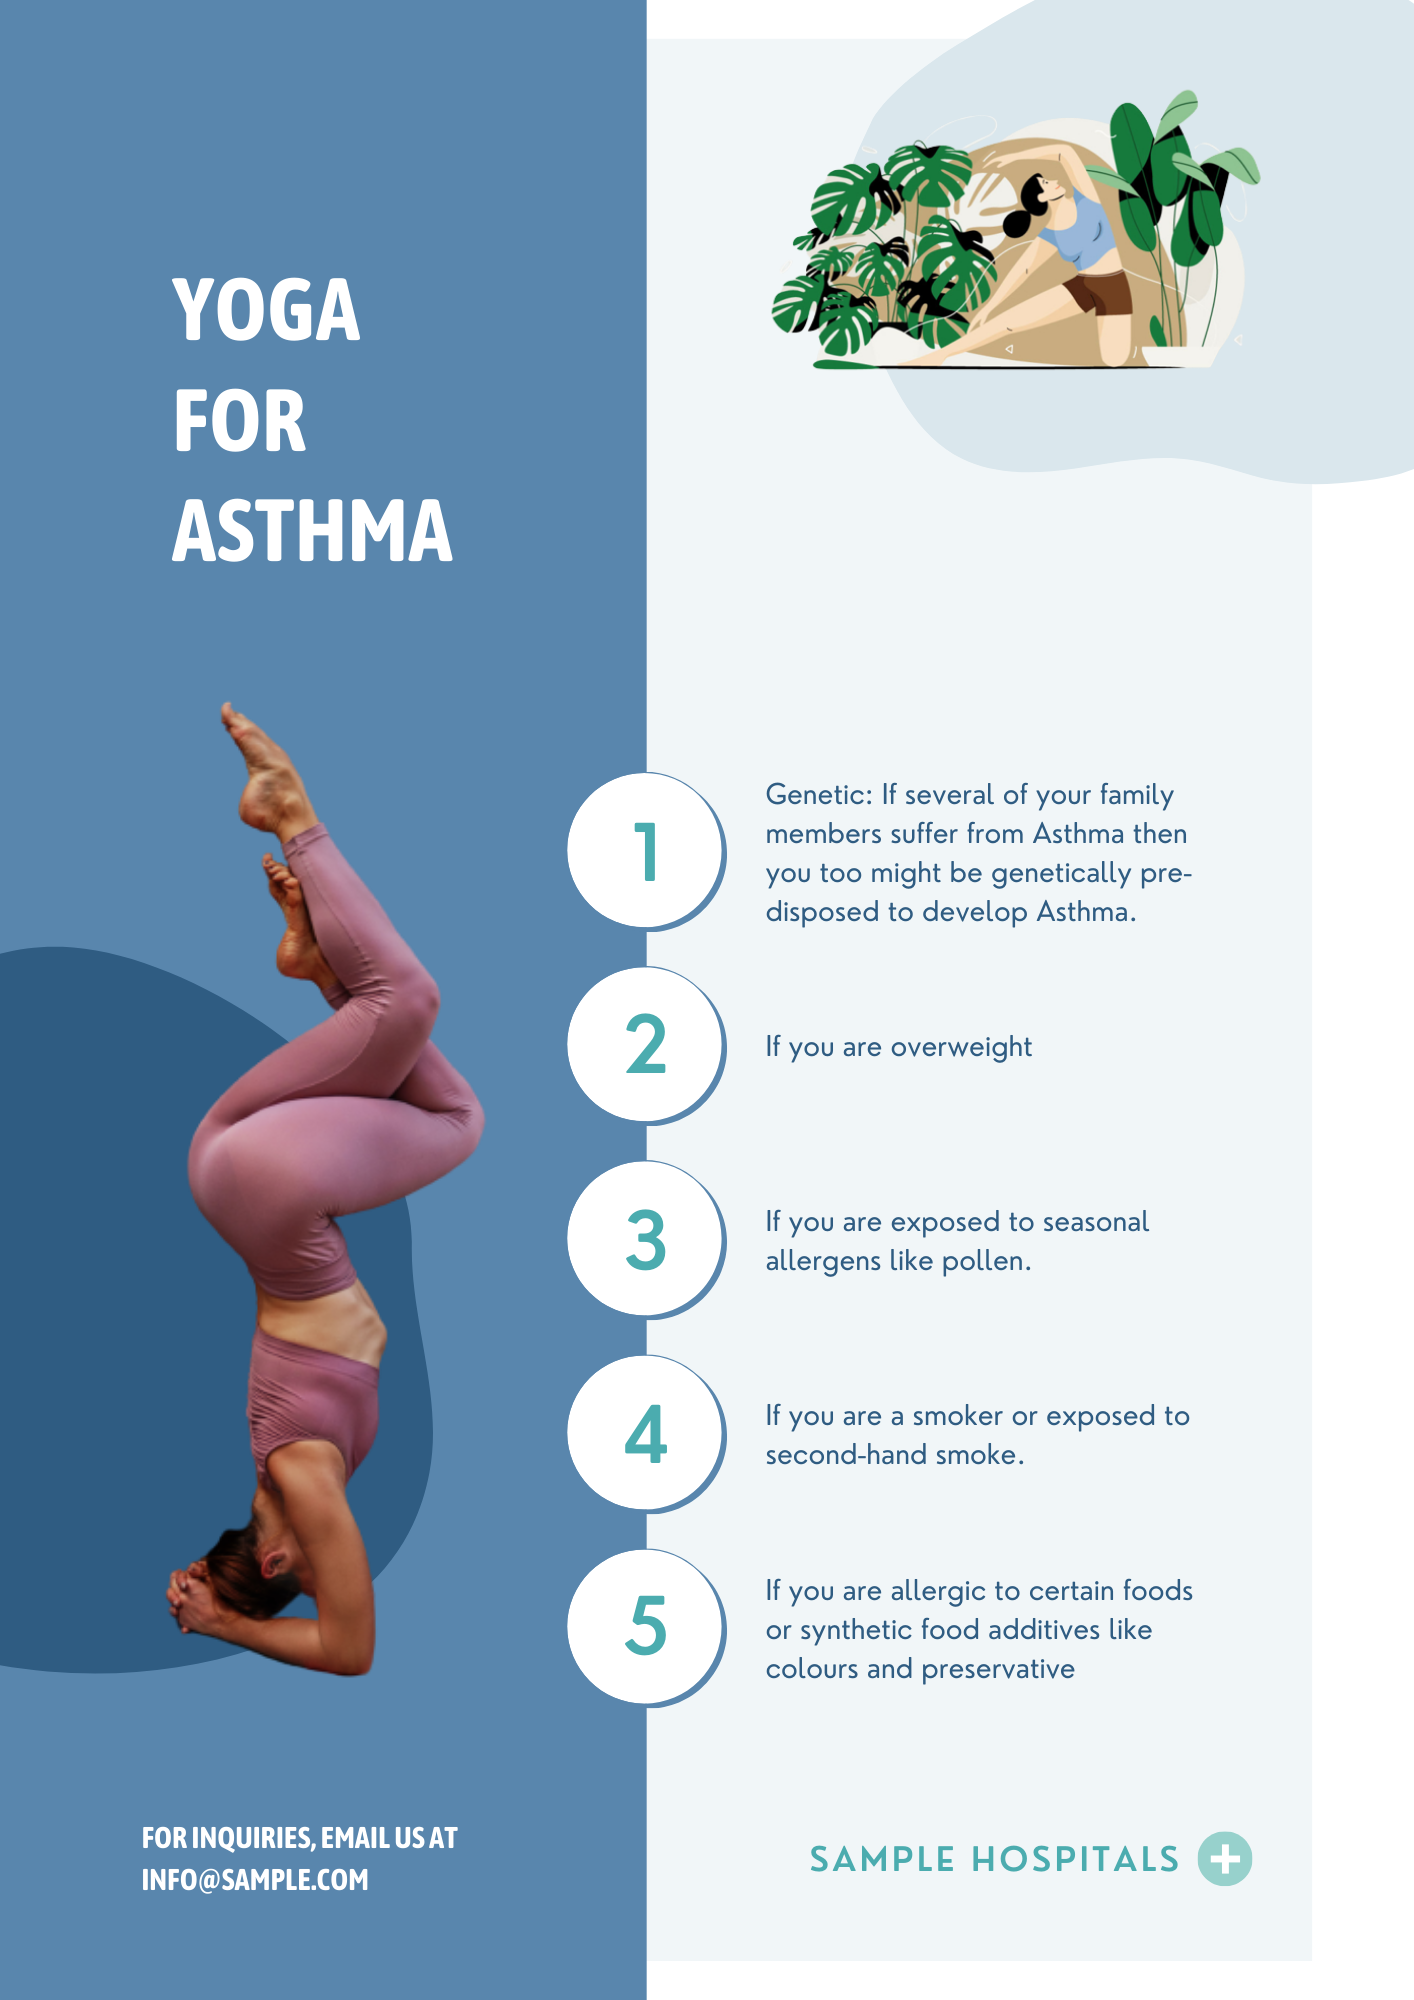 YOGA
FOR
ASTHMA
1
Genetic: If several of your family
members suffer from Asthma then
you too might be genetically pre-
disposed to develop Asthma.
2
If you are overweight
3
If you are exposed to seasonal
allergens like pollen.
4
If you are a smoker or exposed to
second-hand smoke.
5
If you are allergic to certain foods
or synthetic food additives like
colours and preservative
FOR INQUIRIES, EMAIL US AT
INFO@SAMPLE.COM
SAMPLE HOSPITALS